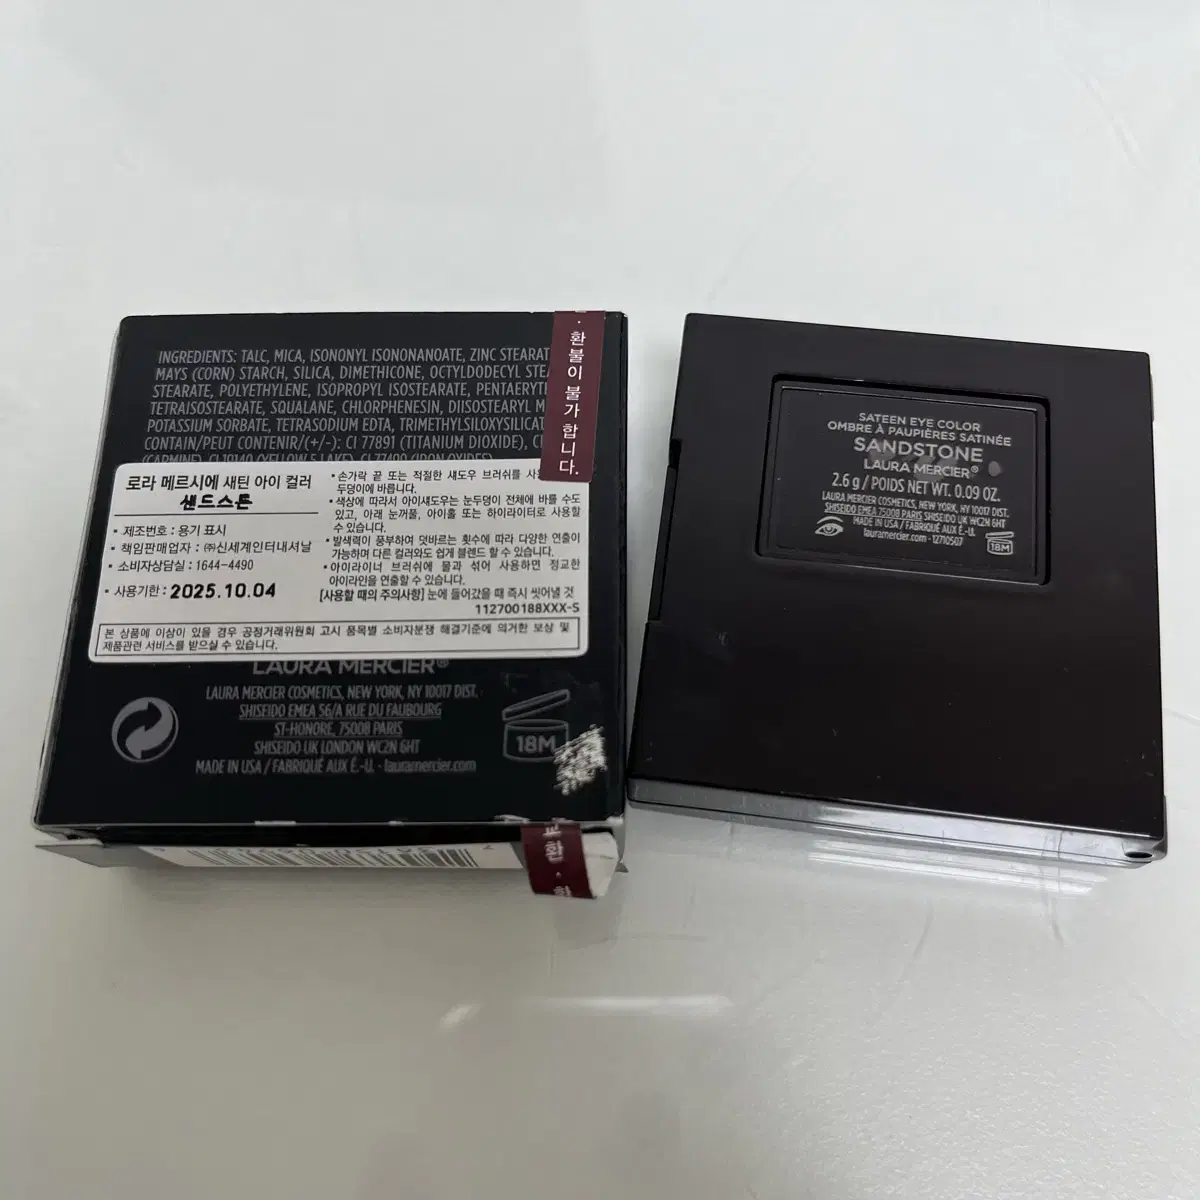 INGREDIENTS: TALC, MICA, ISONONYL ISONONANOATE, ZINC STEARAT
MAYS (CORN) STARCH, SILICA, DIMETHICONE, OCTYLDODECYL
STEARATE, POLYETHYLENE, ISOPROPYL ISOSTEARATE, PENTAERYT
TETRAISOSTEARATE, SQUALANE, CHLORPHENESIN, DIISOSTEARYL M
POTASSIUM SORBATE, TETRASODIUM EDTA, TRIMETHYLSILOXYSILICAT
CONTAIN/PEUT CONTENIR/(+/-): CI 77891 (TITANIUM DIOXIDE),
(CARMINE), CI 19140 (YELLOW 5 LAKE), CI 77499 (IRON OXIDES)
· 환불이 불가합니다.
로라 메르시에 새틴 아이 컬러
샌드스톤
• 제조번호 : 용기 표시
• 책임판매업자 : ㈜신세계인터내셔날
• 소비자상담실 : 1644-4490
• 사용기한 : 2025.10.04
• 손가락 끝 또는 적절한 섀도우 브러쉬를 사용
두덩이에 바릅니다.
• 색상에 따라서 아이섀도우는 눈두덩이 전체에 바를 수도
있고, 아래 눈꺼풀, 아이홀 또는 하이라이터로 사용할
수 있습니다.
• 발색력이 풍부하여 덧바르는 횟수에 따라 다양한 연출이
가능하며 다른 컬러와도 쉽게 블렌드 할 수 있습니다.
• 아이라이너 브러쉬에 물과 섞어 사용하면 정교한
아이라인을 연출할 수 있습니다.
[사용할 때의 주의사항] 눈에 들어갔을 때 즉시 씻어낼 것
112700188XXX-S
본 상품에 이상이 있을 경우 공정거래위원회 고시 품목별 소비자분쟁 해결기준에 의거한 보상 및
제품관련 서비스를 받으실 수 있습니다.
LAURA MERCIER®
LAURA MERCIER COSMETICS, NEW YORK, NY 10017 DIST.
SHISEIDO EMEA 56/A RUE DU FAUBOURG
ST-HONORE, 75008 PARIS
SHISEIDO UK LONDON WC2N 6HT
MADE IN USA / FABRIQUÉ AUX É.-U. · lauramercier.com
18M
교환 ·
SATEEN EYE COLOR
OMBRE À PAUPIÈRES SATINÉE
SANDSTONE
LAURA MERCIER®
2.6 g / POIDS NET WT. 0.09 OZ.
LAURA MERCIER COSMETICS, NEW YORK, NY 10017 DIST.
SHISEIDO EMEA 75008 PARIS SHISEIDO UK WC2N 6HT
MADE IN USA / FABRIQUÉ AUX É.-U.
lauramercier.com · 12710507
18M